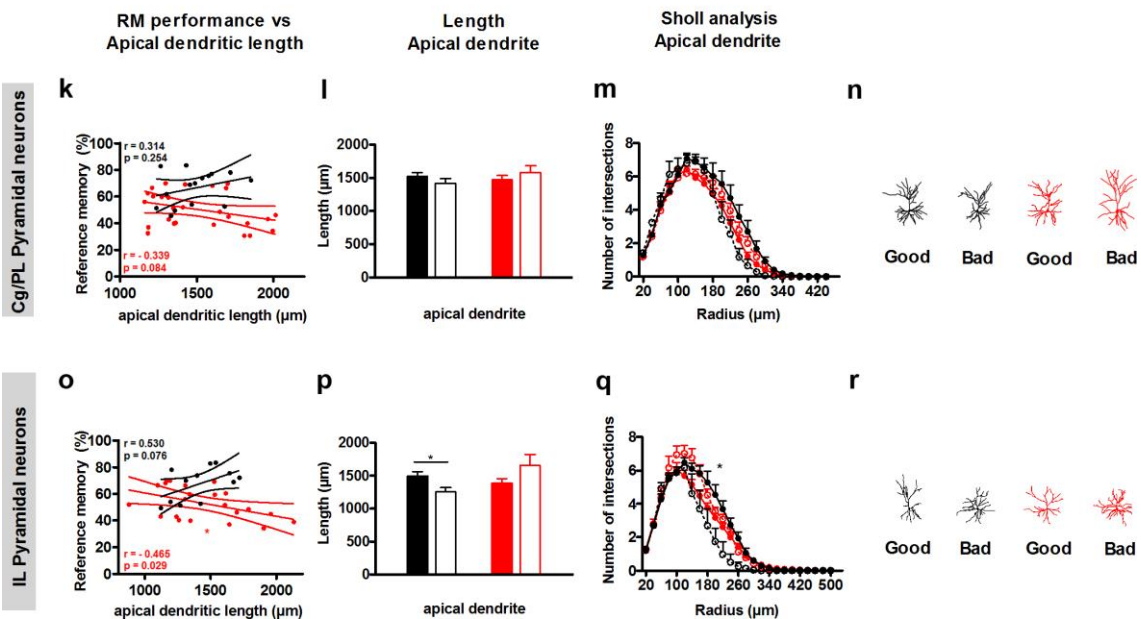 RM performance vs
Apical dendritic length
Length
Apical dendrite
Sholl analysis
Apical dendrite
Cg/PL Pyramidal neurons
k
r = 0.314
p = 0.254
r = - 0.339
p = 0.084
Reference memory (%)
100
80
60
40
20
0
1000 1500 2000
apical dendritic length (µm)
l
Length (µm)
2000
1500
1000
500
0
apical dendrite
m
Number of intersections
8
6
4
2
0
20 100 180 260 340 420
Radius (µm)
n
Good Bad Good Bad
IL Pyramidal neurons
o
r = 0.530
p = 0.076
*
r = - 0.465
p = 0.029
Reference memory (%)
100
80
60
40
20
0
1000 1500 2000
apical dendritic length (µm)
p
Length (µm)
2000
1500
1000
500
0
*
apical dendrite
q
Number of intersections
8
6
4
2
0
*
20 100 180 260 340 420 500
Radius (µm)
r
Good Bad Good Bad